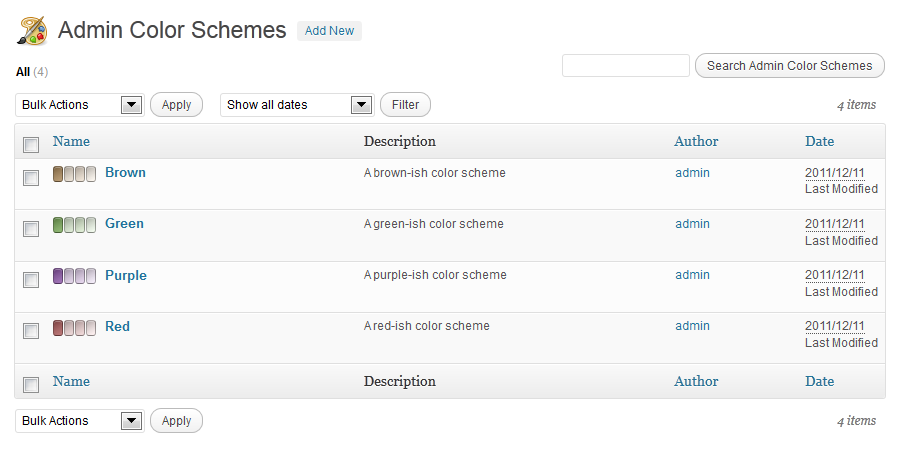 Admin Color Schemes Add New
All (4) Search Admin Color Schemes
Bulk Actions Apply Show all dates Filter 4 items
Name Description Author Date
Brown A brown-ish color scheme admin 2011/12/11
Last Modified
Green A green-ish color scheme admin 2011/12/11
Last Modified
Purple A purple-ish color scheme admin 2011/12/11
Last Modified
Red A red-ish color scheme admin 2011/12/11
Last Modified
Name Description Author Date
Bulk Actions Apply 4 items